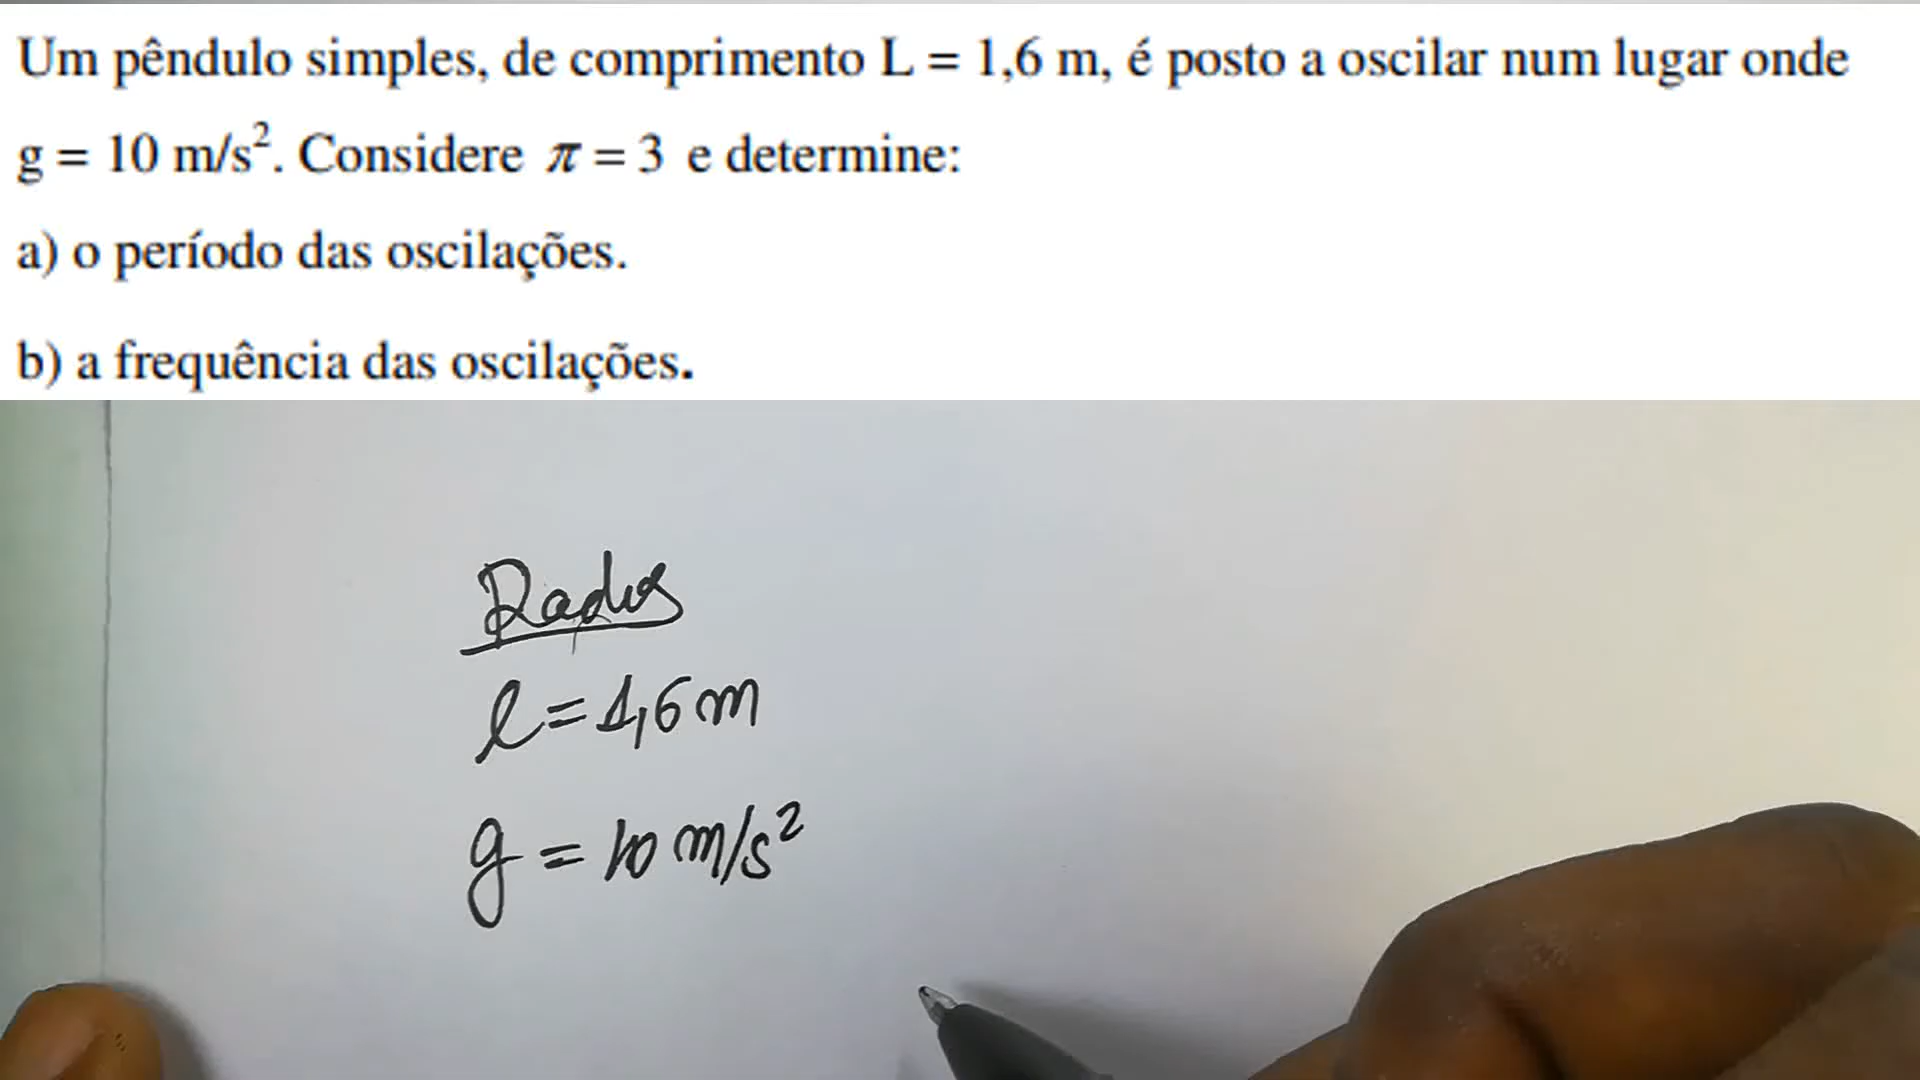 Um pêndulo simples, de comprimento L = 1,6 m, é posto a oscilar num lugar onde
g = 10 m/s². Considere π = 3 e determine:
a) o período das oscilações.
b) a frequência das oscilações.
Dados
l = 1,6 m
g = 10 m/s²